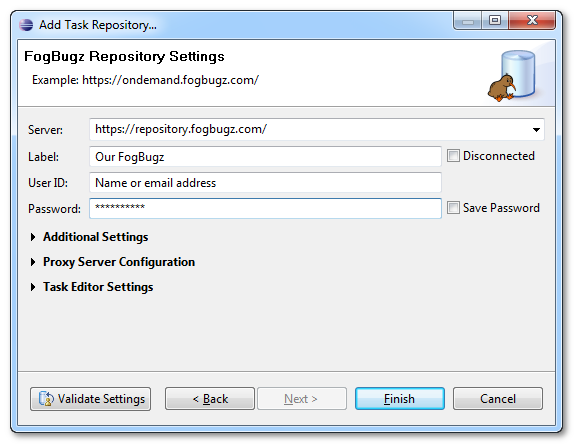 Add Task Repository...
FogBugz Repository Settings
Example: https://ondemand.fogbugz.com/
Server: https://repository.fogbugz.com/
Label: Our FogBugz Disconnected
User ID: Name or email address
Password: ********** Save Password
Additional Settings
Proxy Server Configuration
Task Editor Settings
Validate Settings < Back Next > Finish Cancel